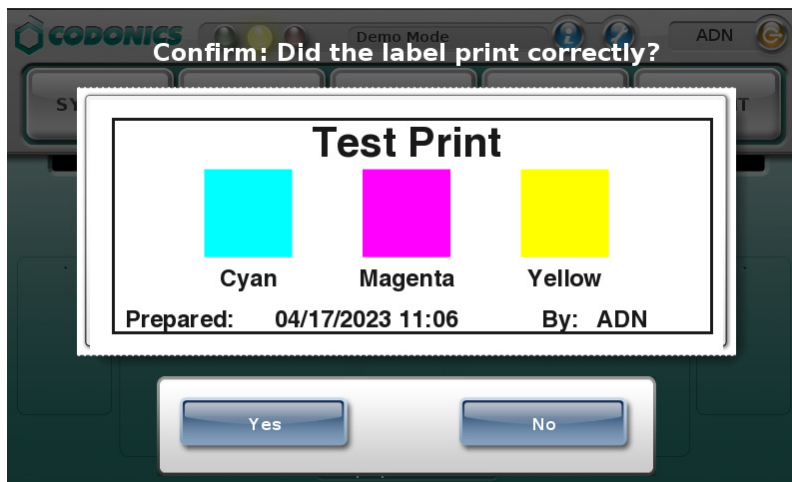 CODONICS
Demo Mode
ADN
Confirm: Did the label print correctly?
SY
T
Test Print
Cyan Magenta Yellow
Prepared: 04/17/2023 11:06 By: ADN
Yes No